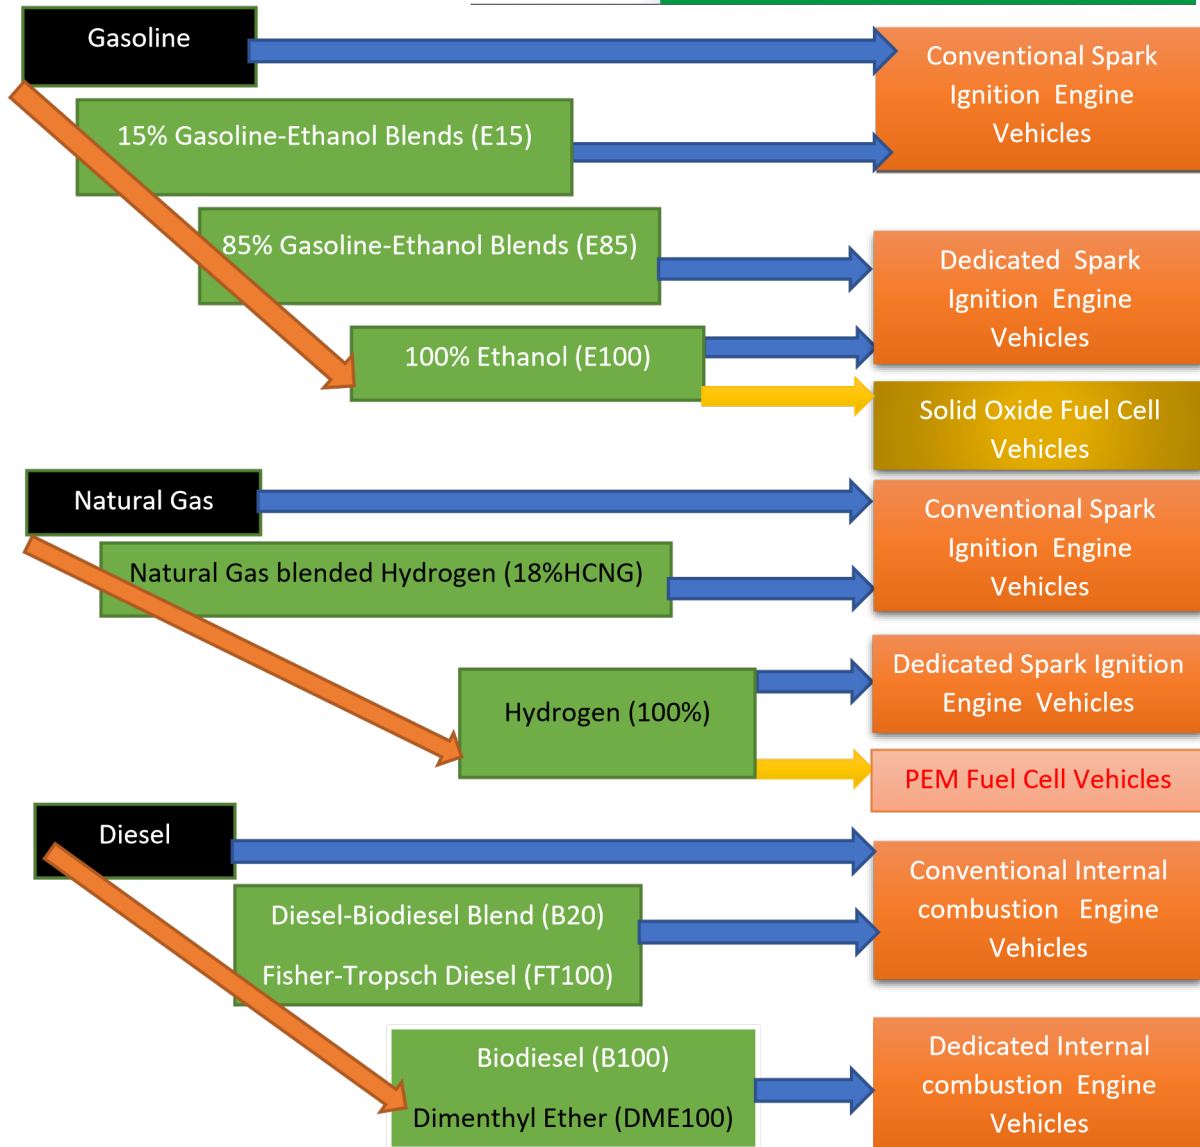 Gasoline
Conventional Spark
Ignition Engine
Vehicles
15% Gasoline-Ethanol Blends (E15)
85% Gasoline-Ethanol Blends (E85)
Dedicated Spark
Ignition Engine
Vehicles
100% Ethanol (E100)
Solid Oxide Fuel Cell
Vehicles
Natural Gas
Conventional Spark
Ignition Engine
Vehicles
Natural Gas blended Hydrogen (18%HCNG)
Dedicated Spark Ignition
Engine Vehicles
Hydrogen (100%)
PEM Fuel Cell Vehicles
Diesel
Conventional Internal
combustion Engine
Vehicles
Diesel-Biodiesel Blend (B20)
Fisher-Tropsch Diesel (FT100)
Biodiesel (B100)
Dimenthyl Ether (DME100)
Dedicated Internal
combustion Engine
Vehicles